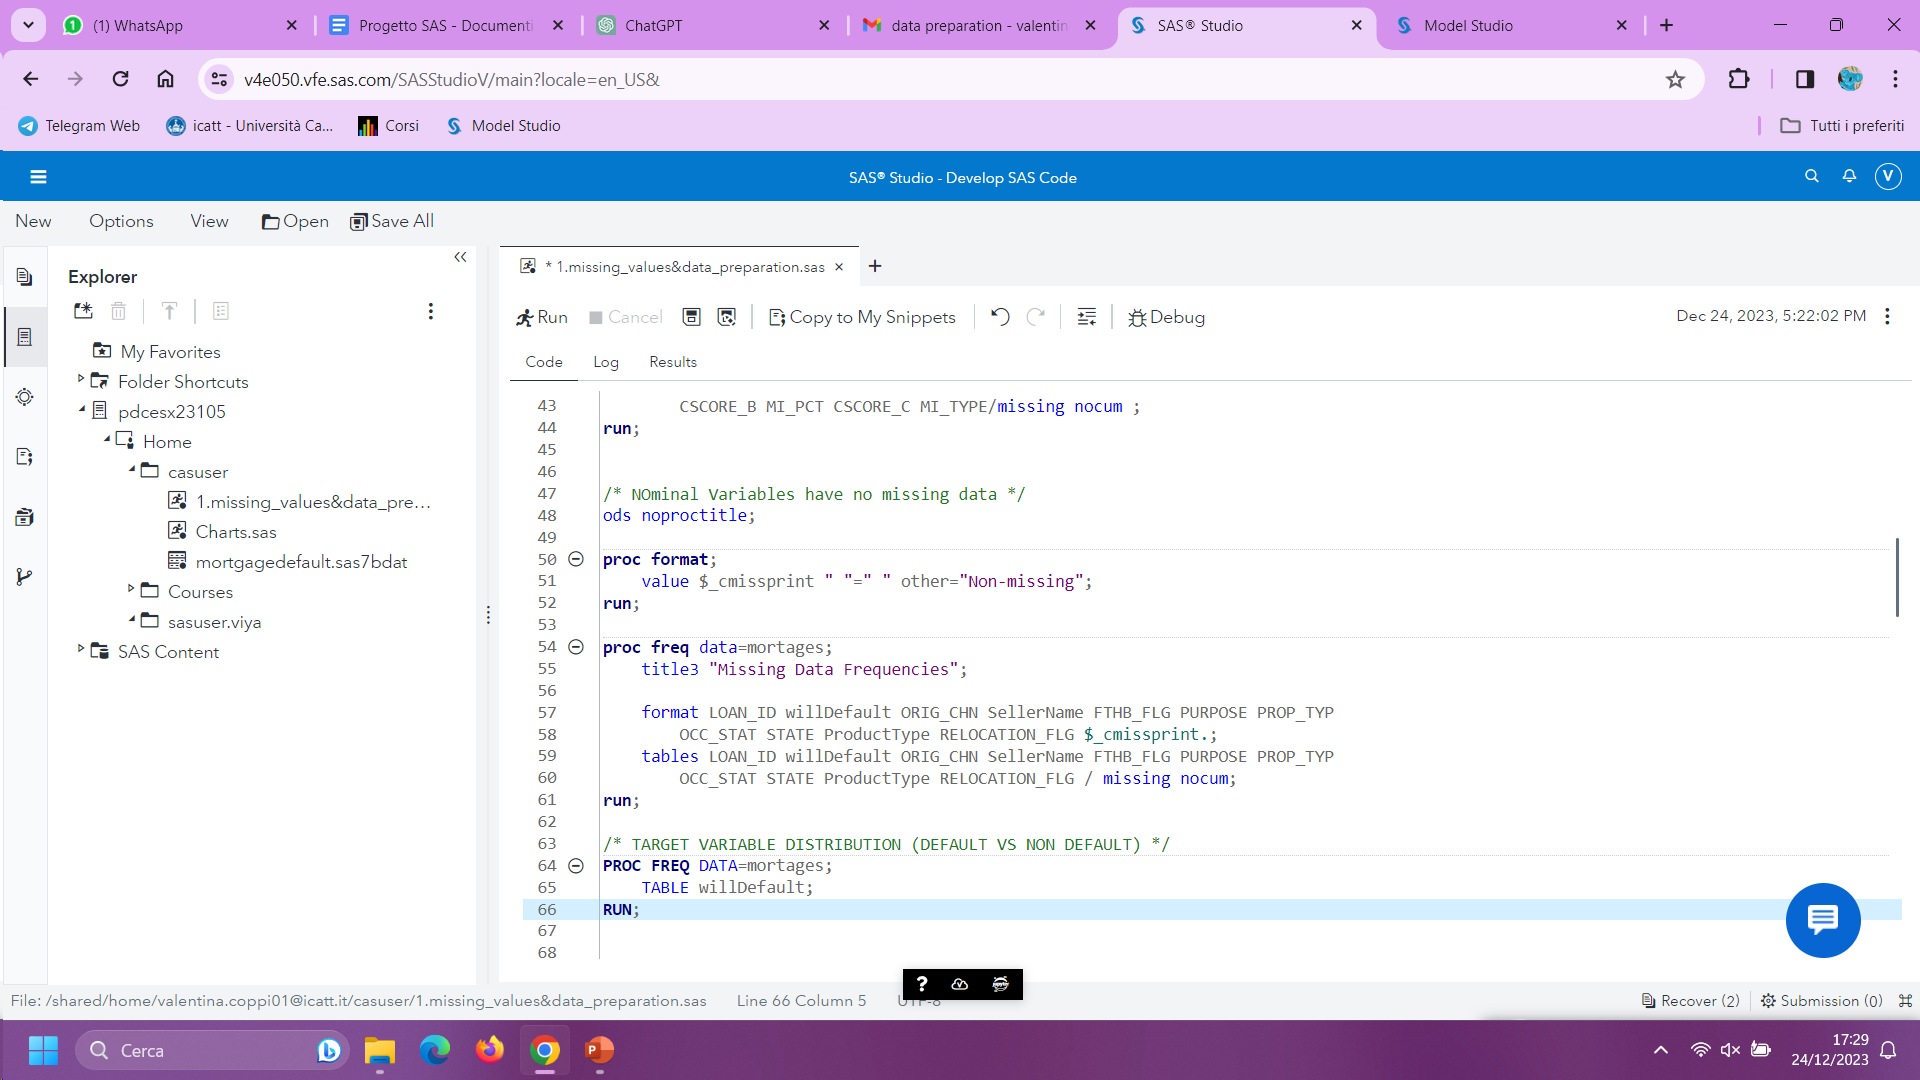 (1) WhatsApp
Progetto SAS - Documenti
ChatGPT
data preparation - valentin
SAS® Studio
Model Studio
v4e050.vfe.sas.com/SASStudioV/main?locale=en_US&
Telegram Web
icatt - Università Ca...
Corsi
Model Studio
Tutti i preferiti
SAS® Studio - Develop SAS Code
V
New
Options
View
Open
Save All
Explorer
My Favorites
Folder Shortcuts
pdcesx23105
Home
casuser
1.missing_values&data_pre...
Charts.sas
mortgagedefault.sas7bdat
Courses
sasuser.viya
SAS Content
* 1.missing_values&data_preparation.sas
Run
Cancel
Copy to My Snippets
Debug
Dec 24, 2023, 5:22:02 PM
Code
Log
Results
43 CSCORE_B MI_PCT CSCORE_C MI_TYPE/missing nocum ;
44 run;
45
46
47 /* NOminal Variables have no missing data */
48 ods noproctitle;
49
50 proc format;
51 value $_cmissprint " "=" " other="Non-missing";
52 run;
53
54 proc freq data=mortages;
55 title3 "Missing Data Frequencies";
56
57 format LOAN_ID willDefault ORIG_CHN SellerName FTHB_FLG PURPOSE PROP_TYP
58 OCC_STAT STATE ProductType RELOCATION_FLG $_cmissprint.;
59 tables LOAN_ID willDefault ORIG_CHN SellerName FTHB_FLG PURPOSE PROP_TYP
60 OCC_STAT STATE ProductType RELOCATION_FLG / missing nocum;
61 run;
62
63 /* TARGET VARIABLE DISTRIBUTION (DEFAULT VS NON DEFAULT) */
64 PROC FREQ DATA=mortages;
65 TABLE willDefault;
66 RUN;
67
68
File: /shared/home/valentina.coppi01@icatt.it/casuser/1.missing_values&data_preparation.sas
Line 66 Column 5
UTF-8
Recover (2)
Submission (0)
Cerca
17:29
24/12/2023